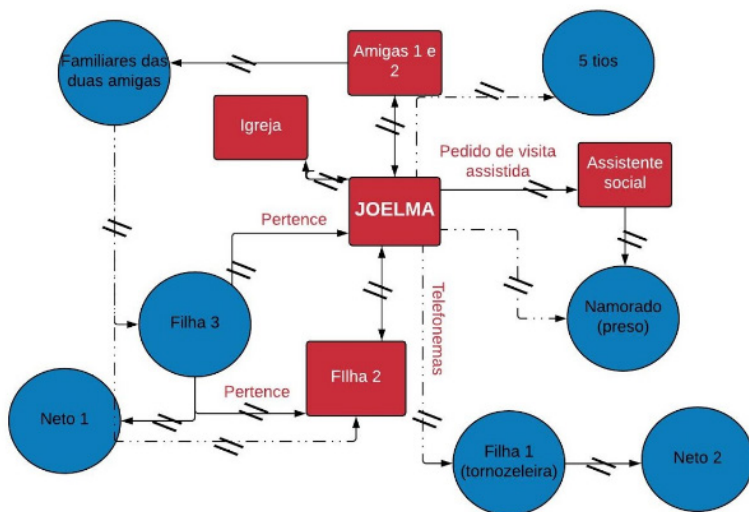 Familiares das
duas amigas
Amigas 1 e
2
5 tios
Igreja
Pedido de visita
assistida
Assistente
social
JOELMA
Pertence
Telefonemas
Namorado
(preso)
Filha 3
FIlha 2
Pertence
Neto 1
Filha 1
(tornozeleira)
Neto 2